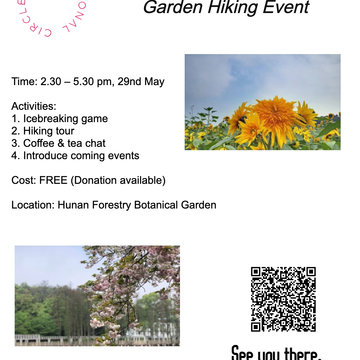 Garden Hiking Event
CIRCLE
ONAL
Time: 2.30 – 5.30 pm, 29nd May
Activities:
1. Icebreaking game
2. Hiking tour
3. Coffee & tea chat
4. Introduce coming events
Cost: FREE (Donation available)
Location: Hunan Forestry Botanical Garden
See you there.